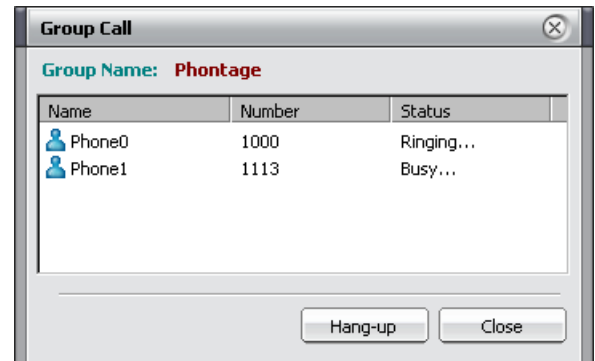 Group Call
Group Name: Phontage
Name Number Status
Phone0 1000 Ringing...
Phone1 1113 Busy...
Hang-up Close